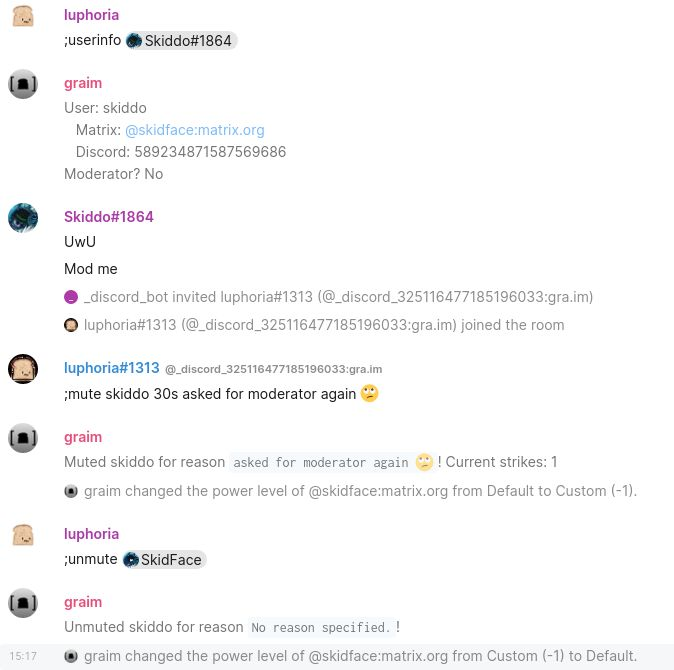 luphoria
;userinfo Skiddo#1864
graim
User: skiddo
Matrix: @skidface:matrix.org
Discord: 589234871587569686
Moderator? No
Skiddo#1864
UwU
Mod me
_discord_bot invited luphoria#1313 (@_discord_325116477185196033:gra.im)
luphoria#1313 (@_discord_325116477185196033:gra.im) joined the room
luphoria#1313 @_discord_325116477185196033:gra.im
;mute skiddo 30s asked for moderator again 🙄
graim
Muted skiddo for reason asked for moderator again 🙄 ! Current strikes: 1
graim changed the power level of @skidface:matrix.org from Default to Custom (-1).
luphoria
;unmute SkidFace
graim
Unmuted skiddo for reason No reason specified. !
15:17 graim changed the power level of @skidface:matrix.org from Custom (-1) to Default.